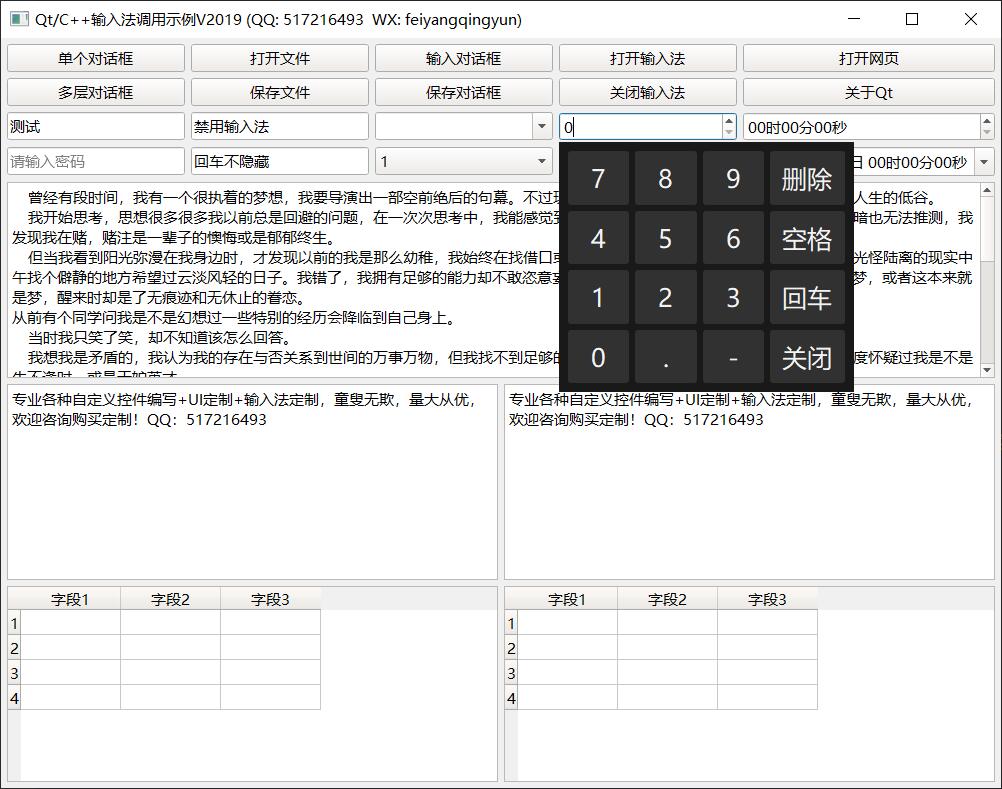 Qt/C++输入法调用示例V2019 (QQ: 517216493  WX: feiyangqingyun)
单个对话框 打开文件 输入对话框 打开输入法 打开网页
多层对话框 保存文件 保存对话框 关闭输入法 关于Qt
测试 禁用输入法 0 00时00分00秒
请输入密码 回车不隐藏 1 日 00时00分00秒
7 8 9 删除
4 5 6 空格
1 2 3 回车
0 . - 关闭
曾经有段时间，我有一个很执着的梦想，我要导演出一部空前绝后的句幕。不过 人生的低谷。
我开始思考，思想很多很多我以前总是回避的问题，在一次次思考中，我能感觉 暗也无法推测，我
发现我在赌，赌注是一辈子的懊悔或是郁郁终生。
但当我看到阳光弥漫在我身边时，才发现以前的我是那么幼稚，我始终在找借口 光怪陆离的现实中
午找个僻静的地方希望过云淡风轻的日子。我错了，我拥有足够的能力却不敢恣意 梦，或者这本来就
是梦，醒来时却是了无痕迹和无休止的眷恋。
从前有个同学问我是不是幻想过一些特别的经历会降临到自己身上。
当时我只笑了笑，却不知道该怎么回答。
我想我是矛盾的，我认为我的存在与否关系到世间的万事万物，但我找不到足够 度怀疑过我是不是
专业各种自定义控件编写+UI定制+输入法定制，童叟无欺，量大从优，
欢迎咨询购买定制！QQ：517216493
专业各种自定义控件编写+UI定制+输入法定制，童叟无欺，量大从优，
欢迎咨询购买定制！QQ：517216493
字段1 字段2 字段3
1
2
3
4
字段1 字段2 字段3
1
2
3
4